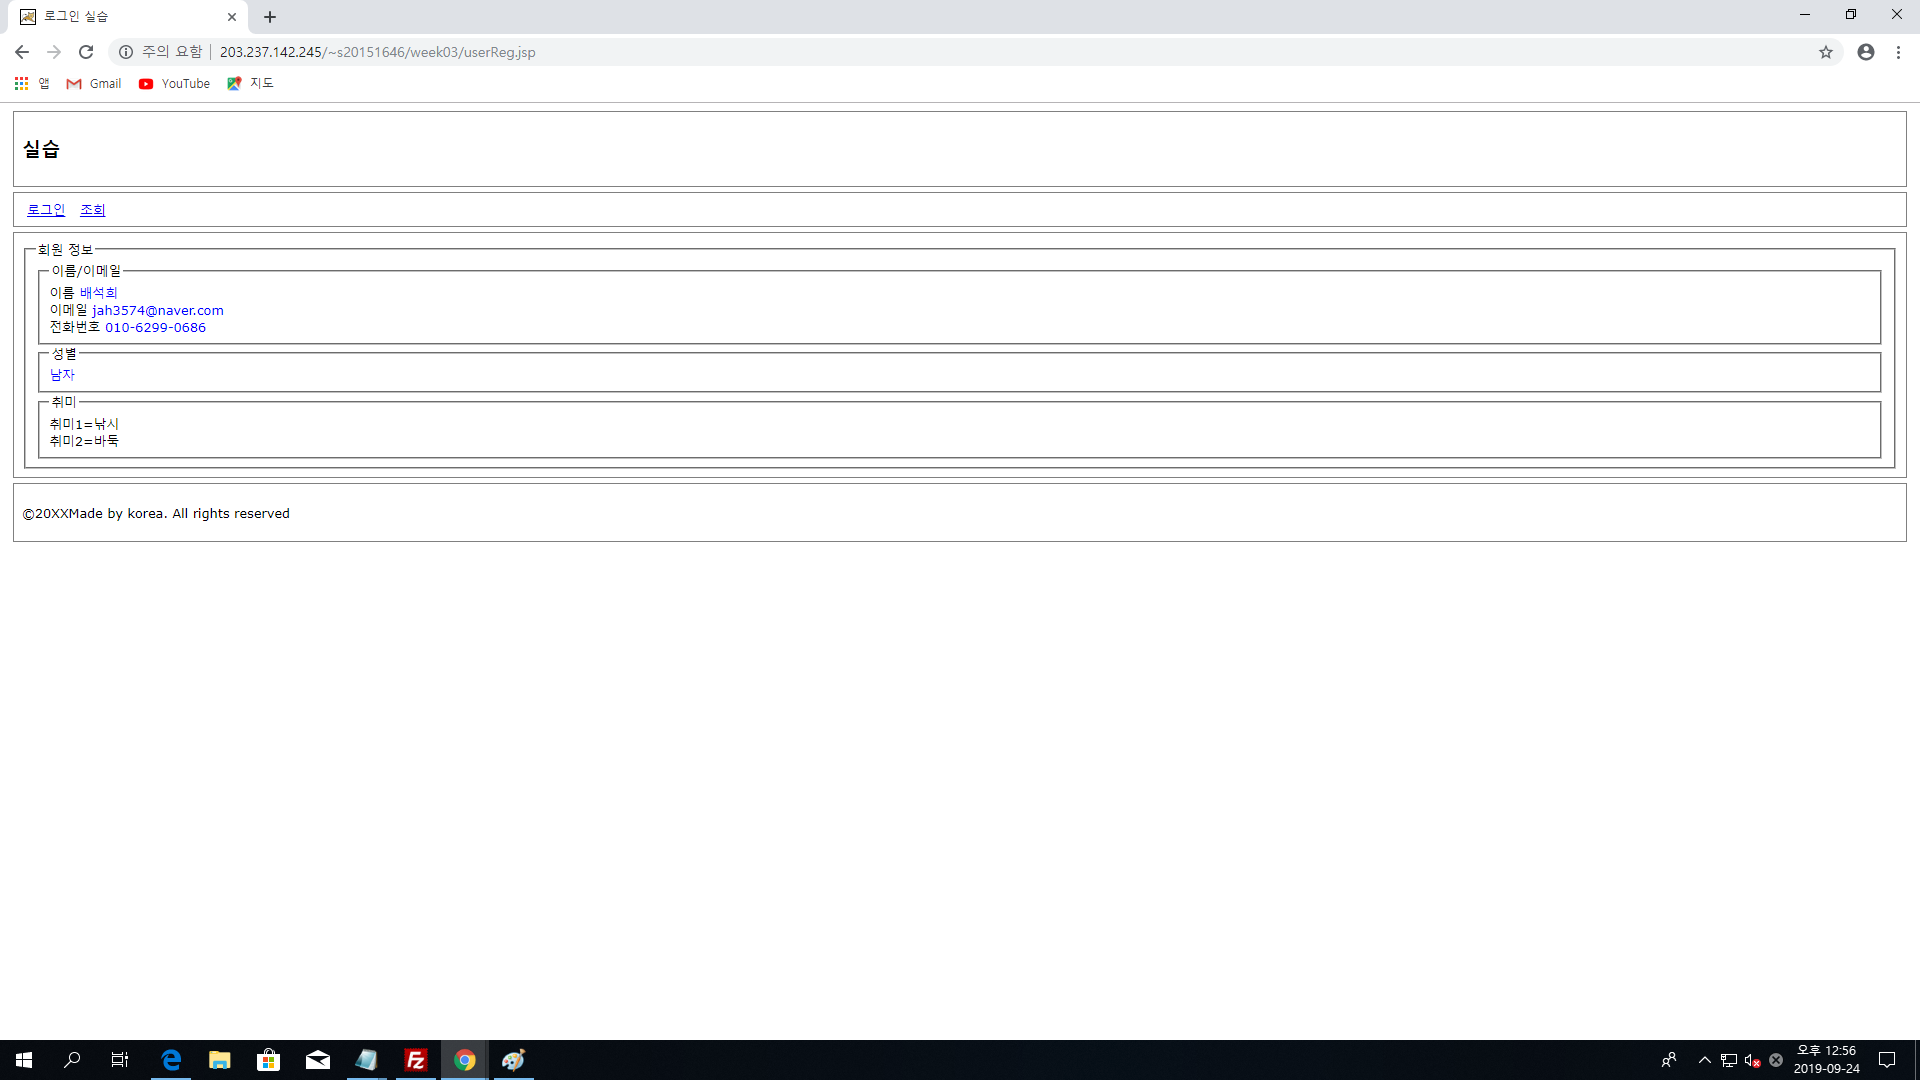 로그인 실습
주의 요함 203.237.142.245/~s20151646/week03/userReg.jsp
앱 Gmail YouTube 지도
실습
로그인 조회
회원 정보
이름/이메일
이름 배석희
이메일 jah3574@naver.com
전화번호 010-6299-0686
성별
남자
취미
취미1=낚시
취미2=바둑
©20XXMade by korea. All rights reserved
오후 12:56
2019-09-24